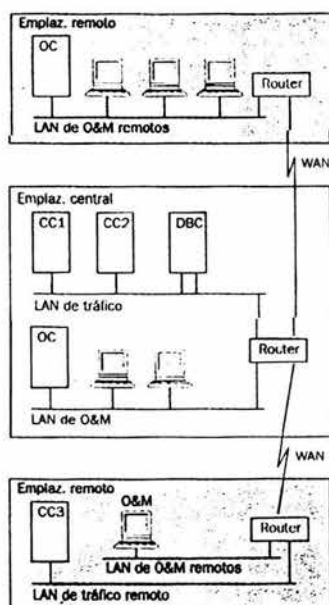 Emplaz. remoto
OC
Router
LAN de O&M remotos
WAN
Emplaz. central
CC1 CC2 DBC
LAN de tráfico
OC
Router
LAN de O&M
WAN
Emplaz. remoto
O&M
CC3
Router
LAN de O&M remotos
LAN de tráfico remoto